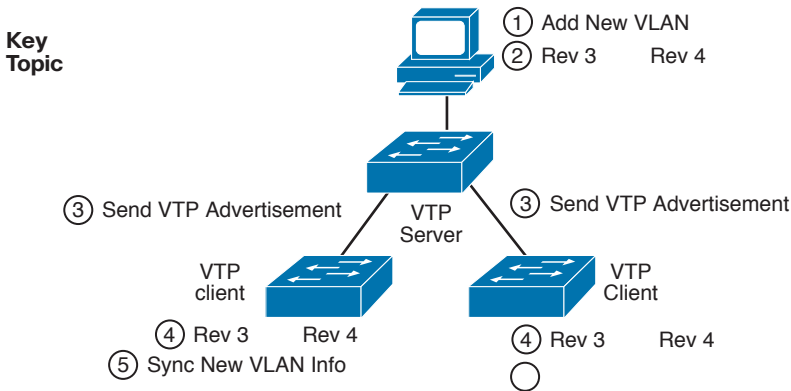 Key
Topic
1 Add New VLAN
2 Rev 3 Rev 4
3 Send VTP Advertisement
VTP
Server
3 Send VTP Advertisement
VTP
client
VTP
Client
4 Rev 3 Rev 4
5 Sync New VLAN Info
4 Rev 3 Rev 4